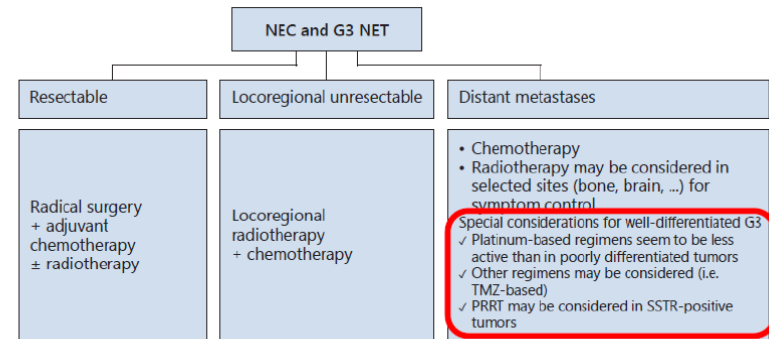 NEC and G3 NET
Resectable
Locoregional unresectable
Distant metastases
Radical surgery
+ adjuvant
chemotherapy
± radiotherapy
Locoregional
radiotherapy
+ chemotherapy
• Chemotherapy
• Radiotherapy may be considered in
selected sites (bone, brain, ...) for
symptom control
Special considerations for well-differentiated G3
✓ Platinum-based regimens seem to be less
active than in poorly differentiated tumors
✓ Other regimens may be considered (i.e.
TMZ-based)
✓ PRRT may be considered in SSTR-positive
tumors